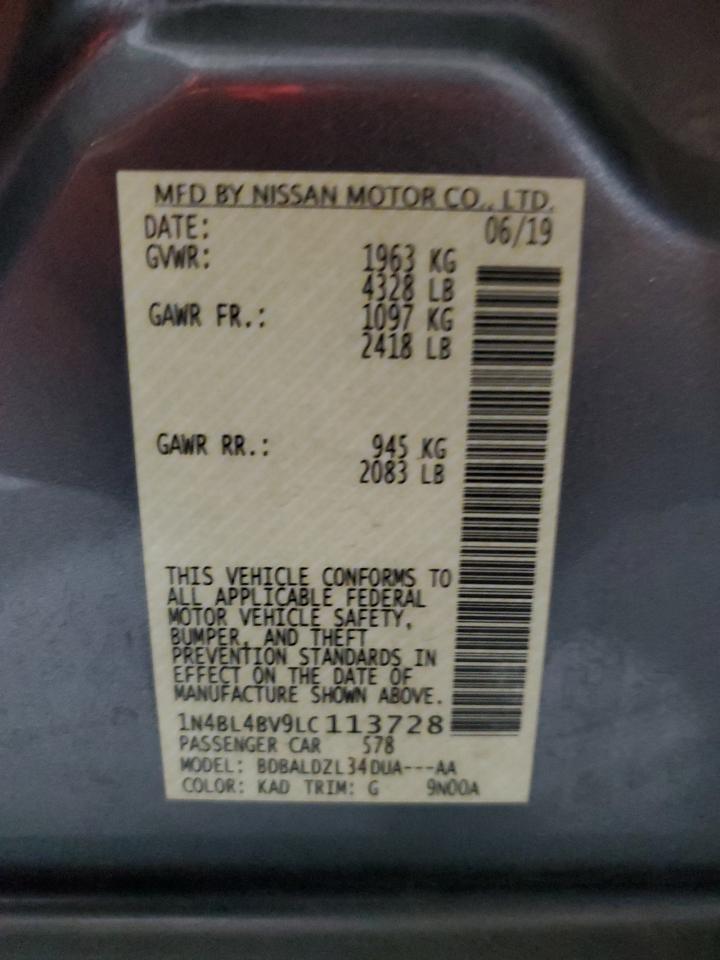 MFD BY NISSAN MOTOR CO., LTD.
DATE: 06/19
GVWR: 1963 KG
4328 LB
GAWR FR.: 1097 KG
2418 LB
GAWR RR.: 945 KG
2083 LB
THIS VEHICLE CONFORMS TO
ALL APPLICABLE FEDERAL
MOTOR VEHICLE SAFETY,
BUMPER, AND THEFT
PREVENTION STANDARDS IN
EFFECT ON THE DATE OF
MANUFACTURE SHOWN ABOVE.
1N4BL4BV9LC113728
PASSENGER CAR 578
MODEL: BDBALDZL34DUA---AA
COLOR: KAD TRIM: G 9N00A